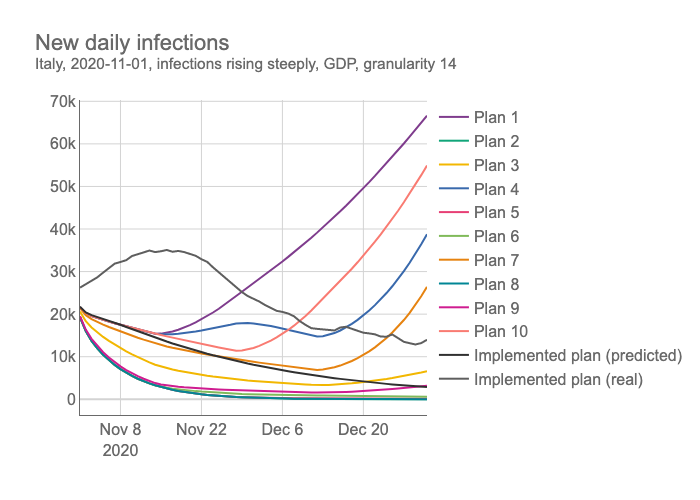 New daily infections
Italy, 2020-11-01, infections rising steeply, GDP, granularity 14
70k
60k
50k
40k
30k
20k
10k
0
Nov 8
2020
Nov 22
Dec 6
Dec 20
Plan 1
Plan 2
Plan 3
Plan 4
Plan 5
Plan 6
Plan 7
Plan 8
Plan 9
Plan 10
Implemented plan (predicted)
Implemented plan (real)